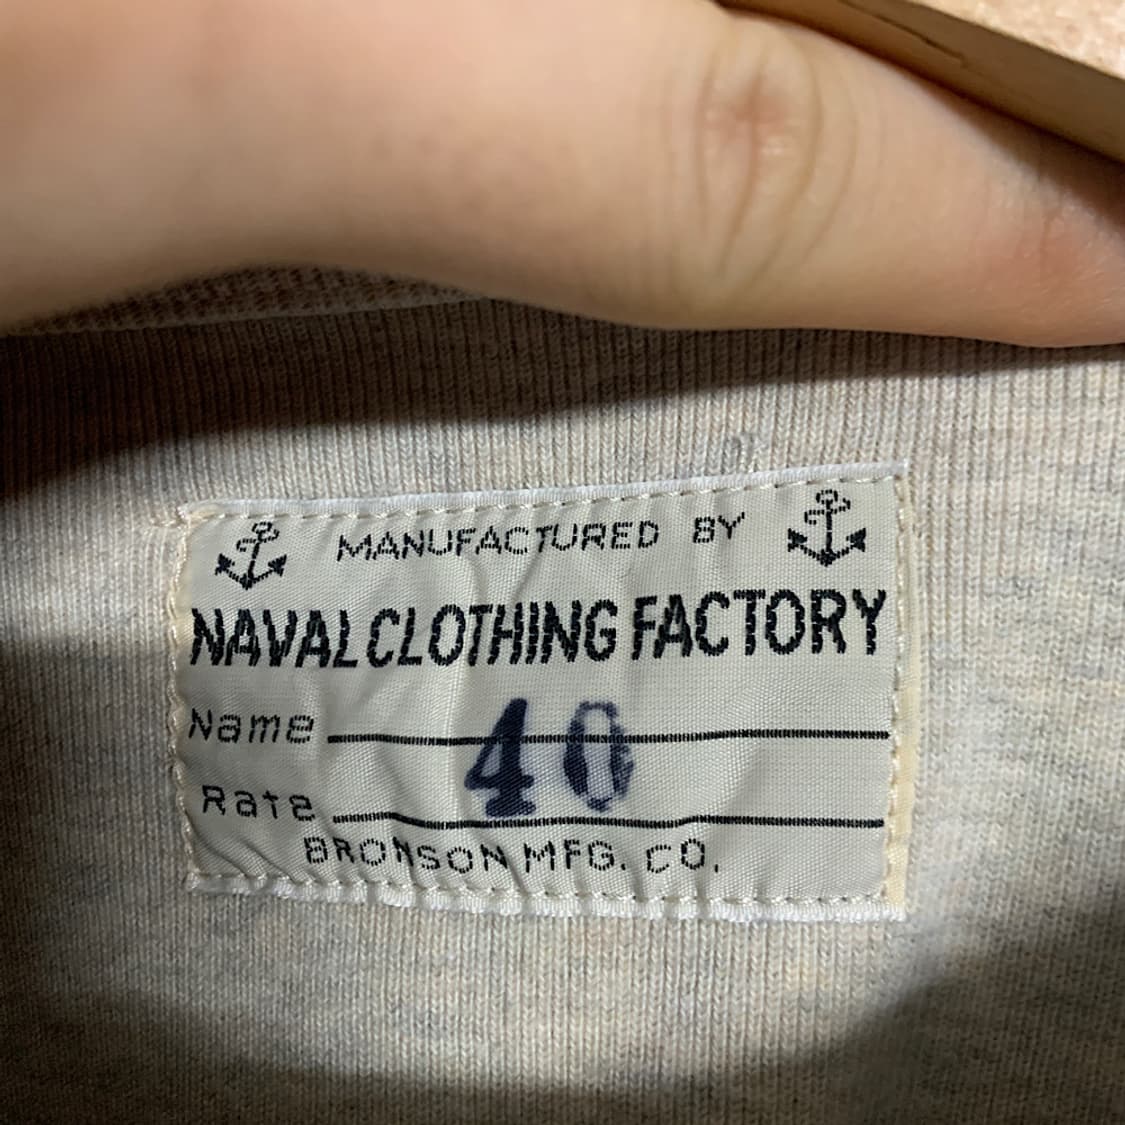 MANUFACTURED BY
NAVAL CLOTHING FACTORY
Name
40
Rate
BRONSON MFG. CO.